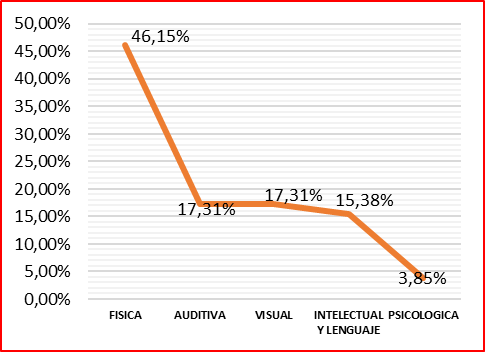 50,00%
45,00%
40,00%
35,00%
30,00%
25,00%
20,00%
15,00%
10,00%
5,00%
0,00%
46,15%
17,31%
17,31%
15,38%
3,85%
FISICA
AUDITIVA
VISUAL
INTELECTUAL
Y LENGUAJE
PSICOLOGICA